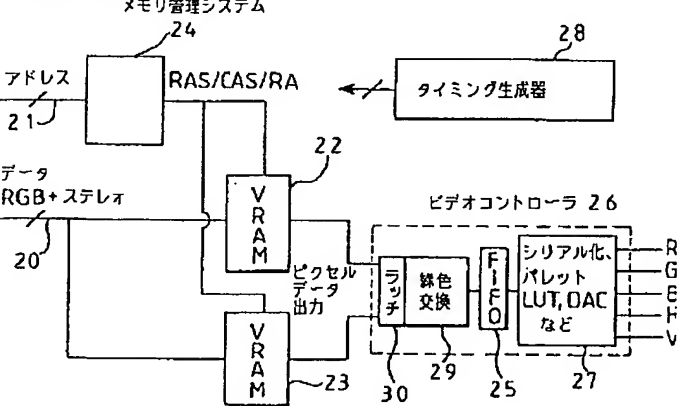 メモリ管理システム
24
28
アドレス
RAS/CAS/RA
タイミング生成器
21
22
データ
RGB+ステレオ
VRAM
ビデオコントローラ 26
20
ピクセル
データ
出力
ラッチ
緑色
交換
FIFO
シリアル化、
パレット
LUT, DAC
など
R
G
B
H
V
VRAM
23
30
29
25
27